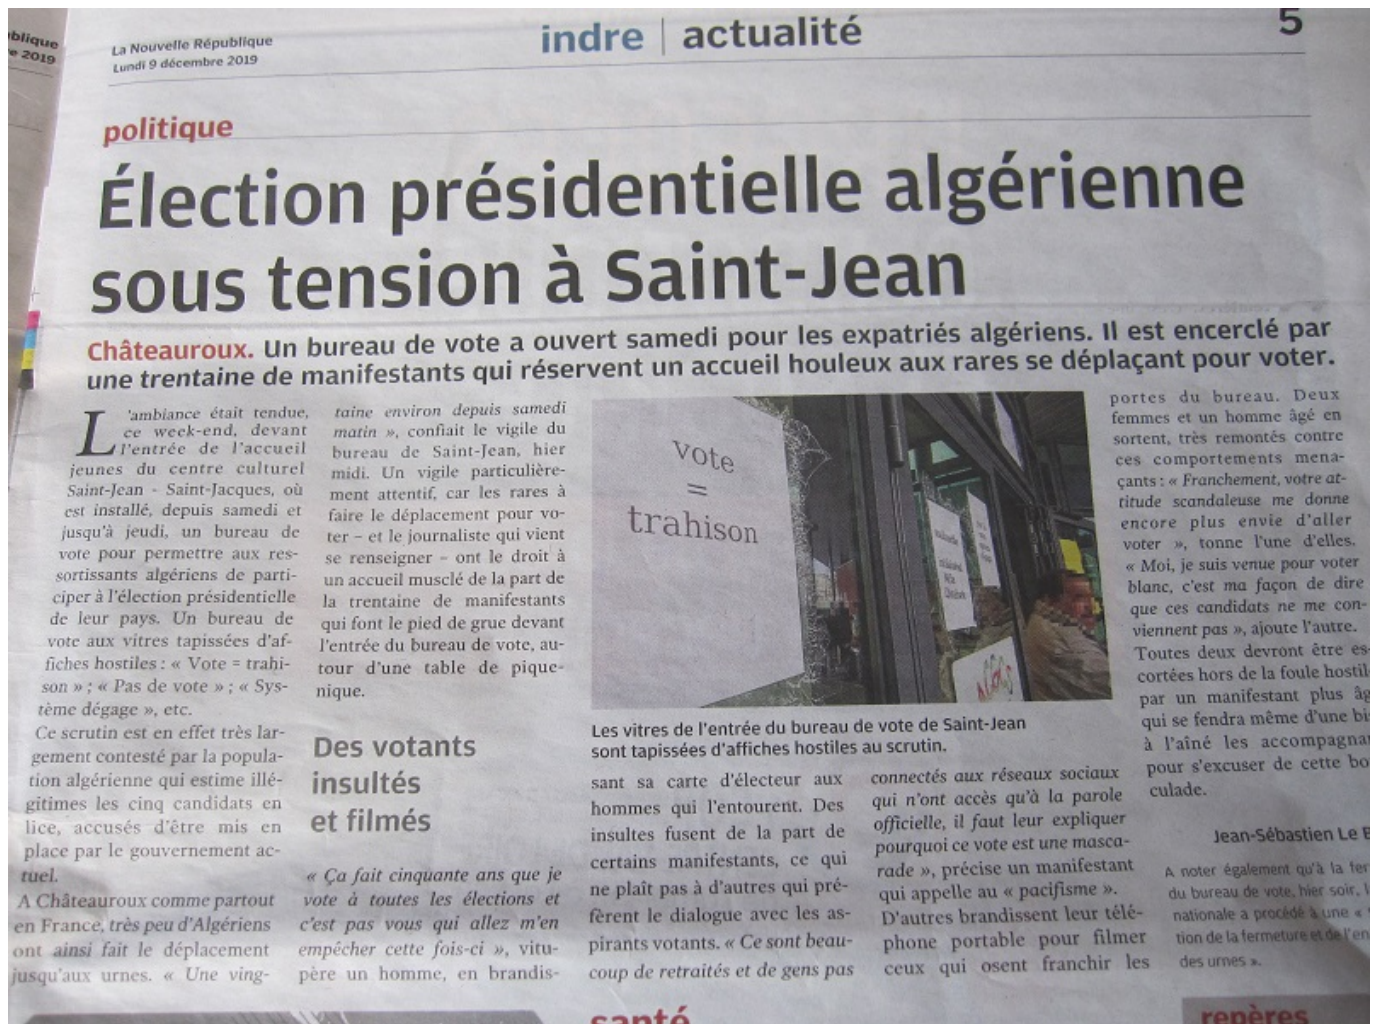 blique
e 2019
La Nouvelle République
Lundi 9 décembre 2019
indre | actualité
5
politique
Élection présidentielle algérienne
sous tension à Saint-Jean
Châteauroux. Un bureau de vote a ouvert samedi pour les expatriés algériens. Il est encerclé par
une trentaine de manifestants qui réservent un accueil houleux aux rares se déplaçant pour voter.
L'ambiance était tendue,
ce week-end, devant
l'entrée de l'accueil
jeunes du centre culturel
Saint-Jean - Saint-Jacques, où
est installé, depuis samedi et
jusqu'à jeudi, un bureau de
vote pour permettre aux res-
sortissants algériens de parti-
ciper à l'élection présidentielle
de leur pays. Un bureau de
vote aux vitres tapissées d'af-
fiches hostiles : « Vote = trahi-
son » ; « Pas de vote » ; « Sys-
tème dégage », etc.
Ce scrutin est en effet très lar-
gement contesté par la popula-
tion algérienne qui estime illé-
gitimes les cinq candidats en
lice, accusés d'être mis en
place par le gouvernement ac-
tuel.
A Châteauroux comme partout
en France, très peu d'Algériens
ont ainsi fait le déplacement
jusqu'aux urnes. « Une ving-
taine environ depuis samedi
matin », confiait le vigile du
bureau de Saint-Jean, hier
midi. Un vigile particulière-
ment attentif, car les rares à
faire le déplacement pour vo-
ter – et le journaliste qui vient
se renseigner – ont le droit à
un accueil musclé de la part de
la trentaine de manifestants
qui font le pied de grue devant
l'entrée du bureau de vote, au-
tour d'une table de pique-
nique.
Des votants
insultés
et filmés
« Ça fait cinquante ans que je
vote à toutes les élections et
c'est pas vous qui allez m'en
empêcher cette fois-ci », vitu-
père un homme, en brandis-
vote
=
trahison
Les vitres de l'entrée du bureau de vote de Saint-Jean
sont tapissées d'affiches hostiles au scrutin.
sant sa carte d'électeur aux
hommes qui l'entourent. Des
insultes fusent de la part de
certains manifestants, ce qui
ne plaît pas à d'autres qui pré-
fèrent le dialogue avec les as-
pirants votants. « Ce sont beau-
coup de retraités et de gens pas
connectés aux réseaux sociaux
qui n'ont accès qu'à la parole
officielle, il faut leur expliquer
pourquoi ce vote est une masca-
rade », précise un manifestant
qui appelle au « pacifisme ».
D'autres brandissent leur télé-
phone portable pour filmer
ceux qui osent franchir les
portes du bureau. Deux
femmes et un homme âgé en
sortent, très remontés contre
ces comportements mena-
çants : « Franchement, votre at-
titude scandaleuse me donne
encore plus envie d'aller
voter », tonne l'une d'elles.
« Moi, je suis venue pour voter
blanc, c'est ma façon de dire
que ces candidats ne me con-
viennent pas », ajoute l'autre.
Toutes deux devront être es-
cortées hors de la foule hostil
par un manifestant plus âg
qui se fendra même d'une bi
à l'aîné les accompagna
pour s'excuser de cette bo
culade.
Jean-Sébastien Le B
A noter également qu'à la fer
du bureau de vote, hier soir, l
nationale a procédé à une «
tion de la fermeture et de l'en
des urnes ».
santé
repères